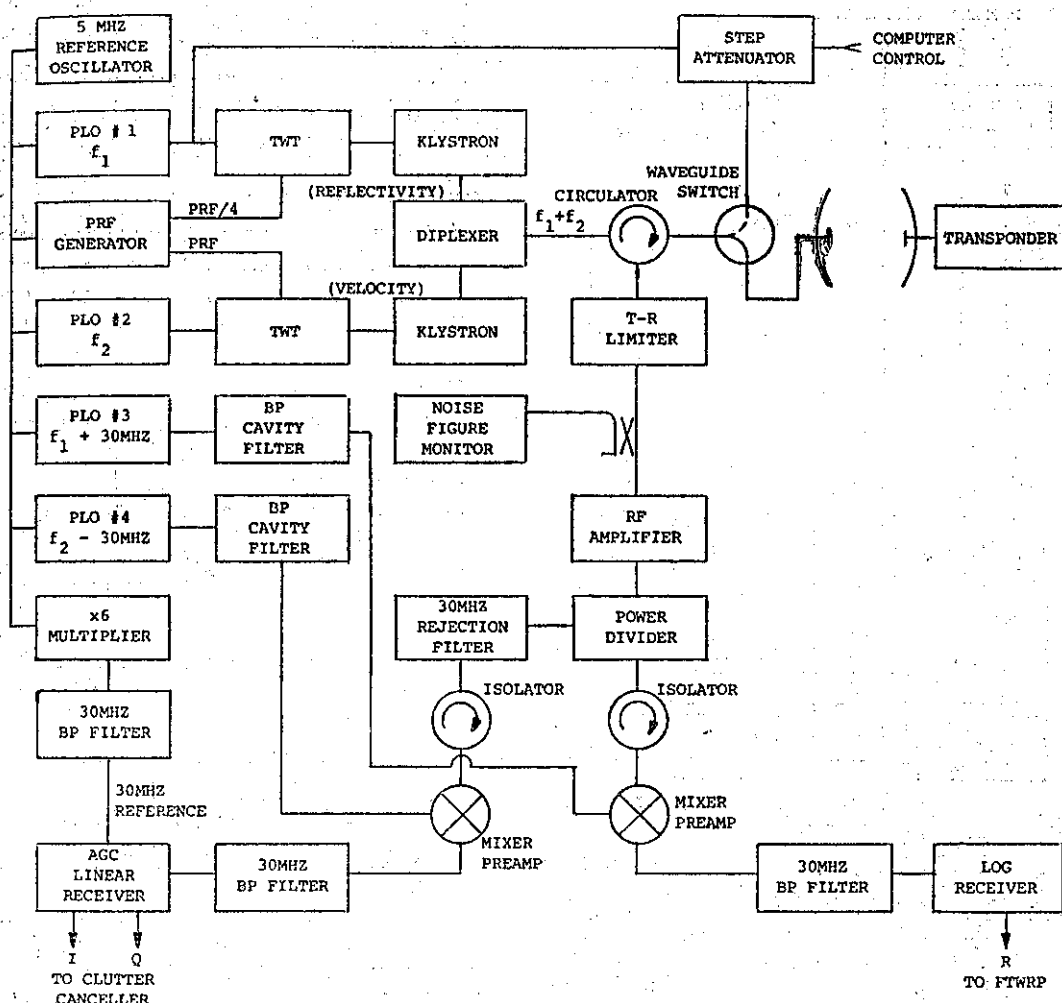 5 MHZ
REFERENCE
OSCILLATOR
STEP
ATTENUATOR
COMPUTER
CONTROL
PLO # 1
f1
TWT
KLYSTRON
(REFLECTIVITY)
WAVEGUIDE
SWITCH
CIRCULATOR
PRF
GENERATOR
PRF/4
PRF
DIPLEXER
f1+f2
TRANSPONDER
(VELOCITY)
PLO #2
f2
TWT
KLYSTRON
T-R
LIMITER
PLO #3
f1 + 30MHZ
BP
CAVITY
FILTER
NOISE
FIGURE
MONITOR
PLO #4
f2 - 30MHZ
BP
CAVITY
FILTER
RF
AMPLIFIER
x6
MULTIPLIER
30MHZ
REJECTION
FILTER
POWER
DIVIDER
ISOLATOR
ISOLATOR
30MHZ
BP FILTER
30MHZ
REFERENCE
MIXER
PREAMP
MIXER
PREAMP
AGC
LINEAR
RECEIVER
30MHZ
BP FILTER
30MHZ
BP FILTER
LOG
RECEIVER
I
Q
TO CLUTTER
CANCELLER
R
TO FTWRP